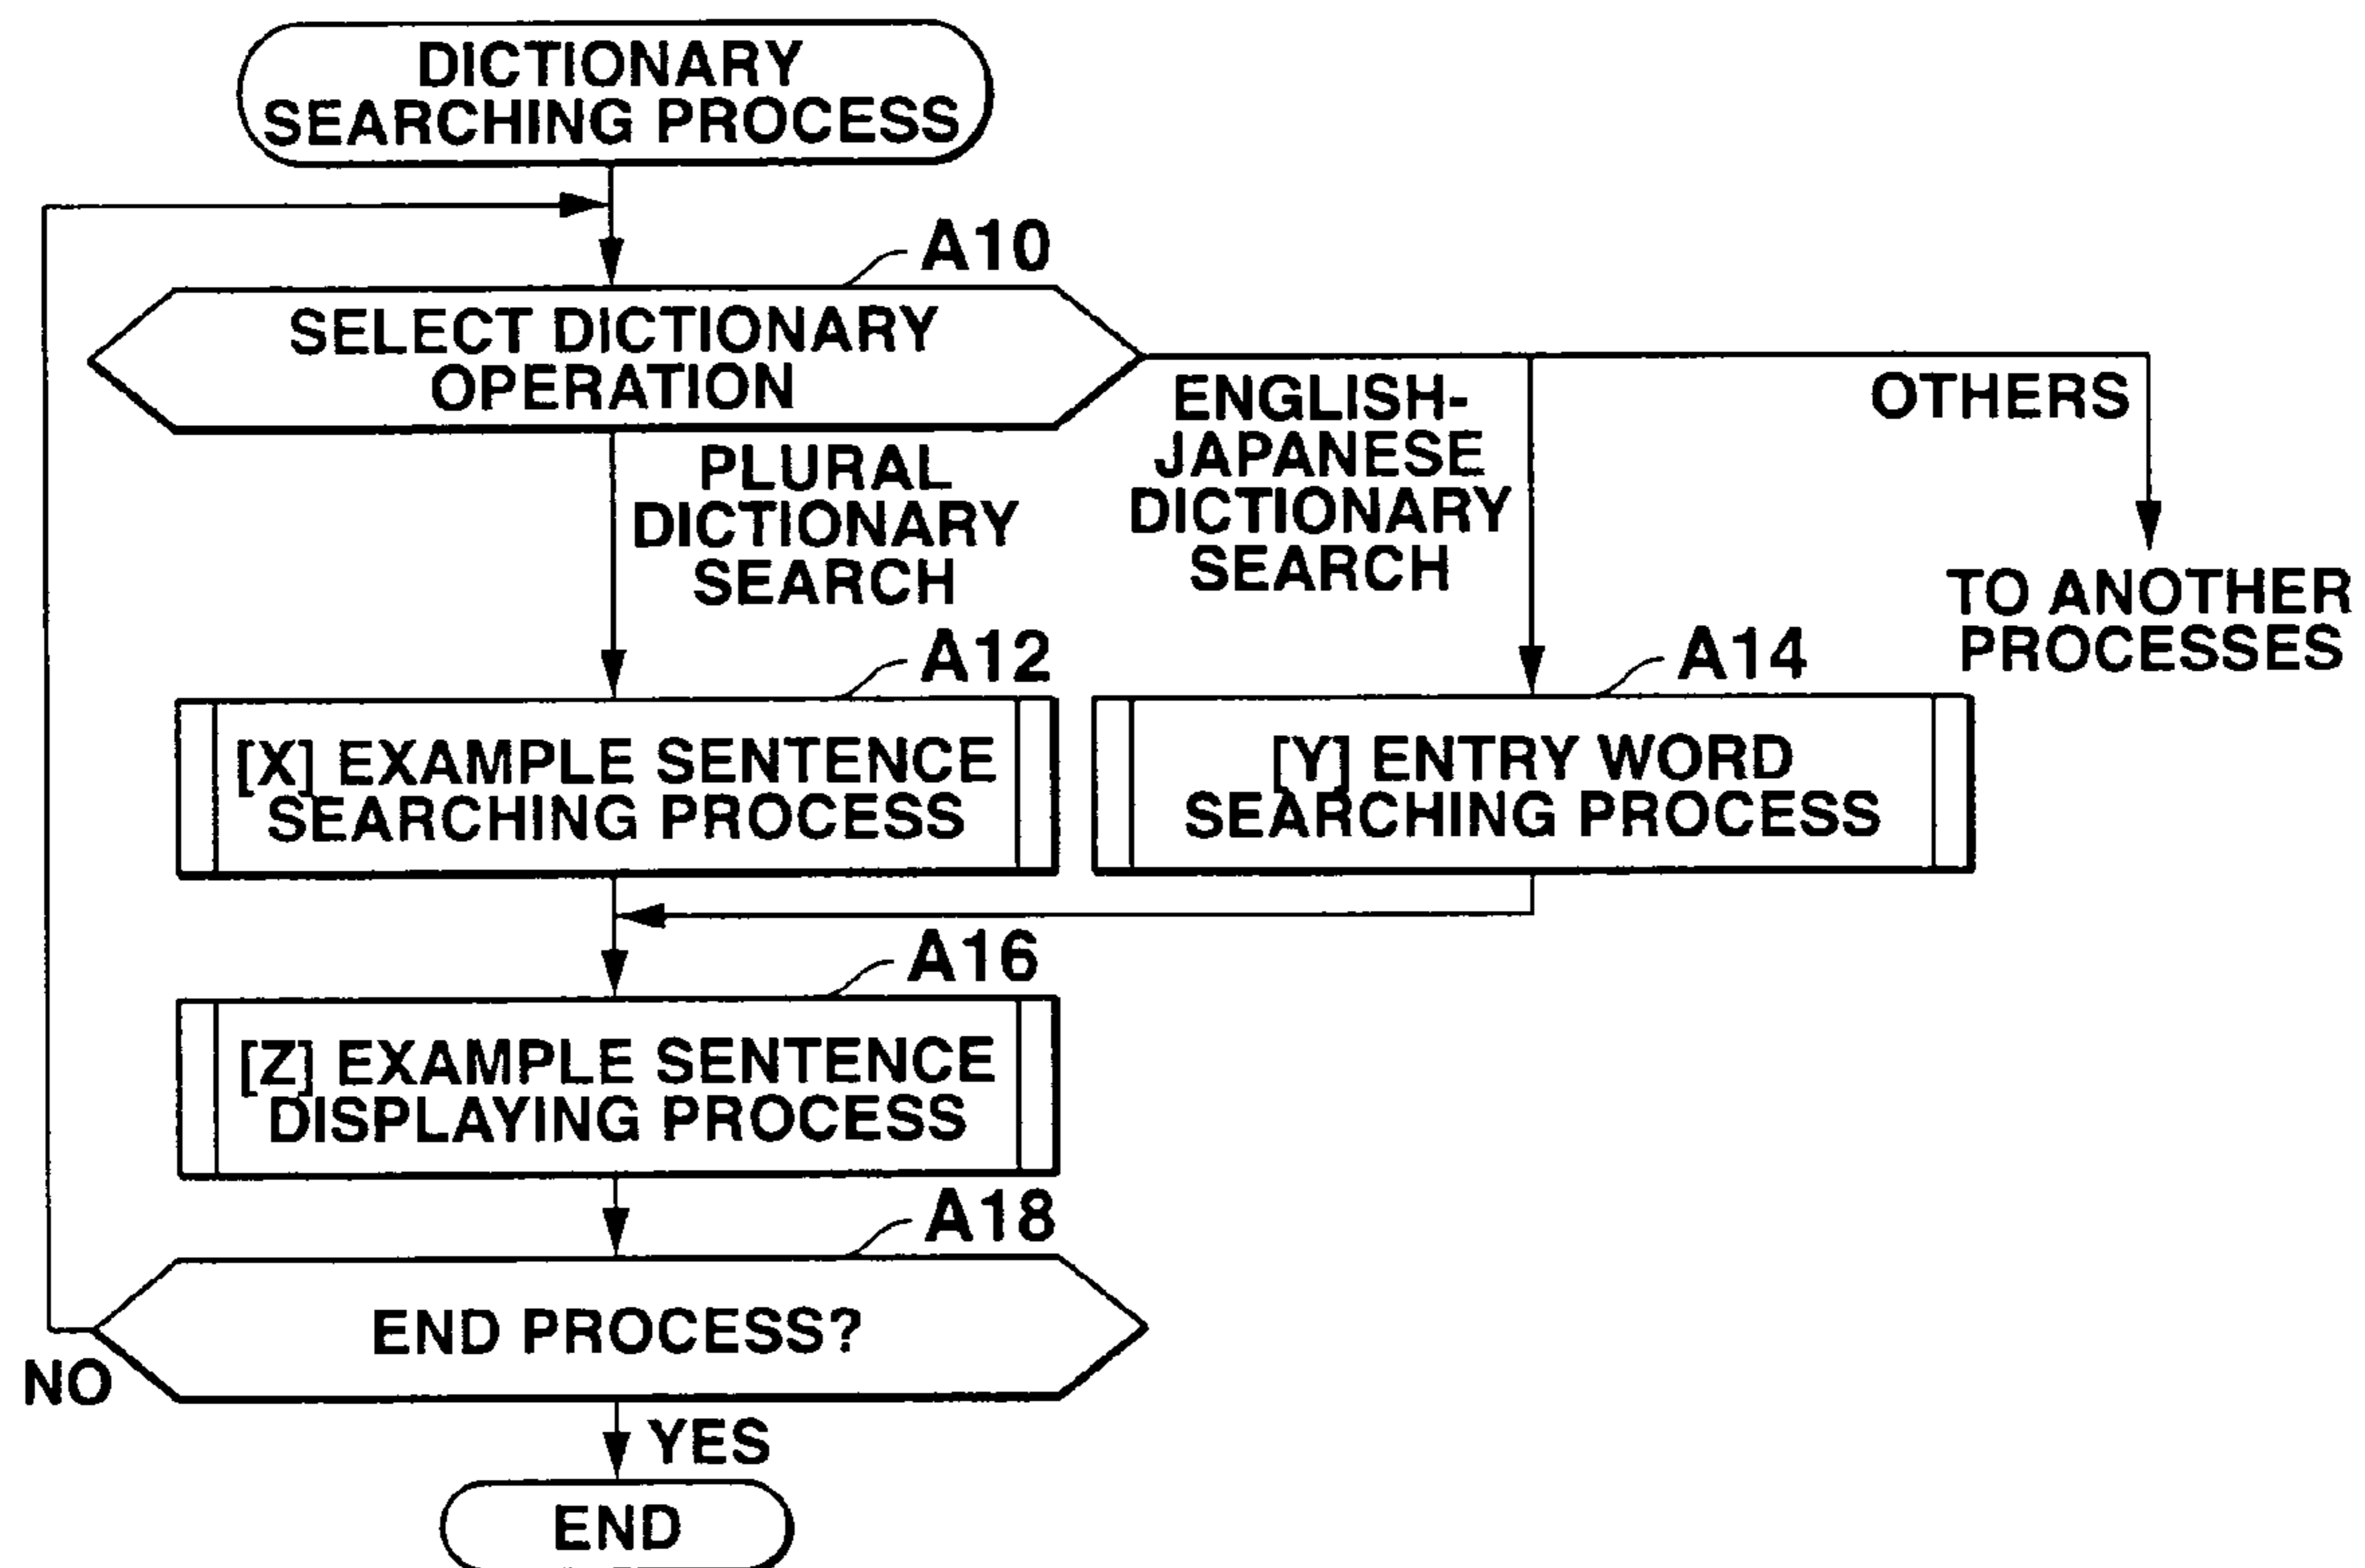 DICTIONARY
SEARCHING PROCESS
A10
SELECT DICTIONARY
OPERATION
PLURAL
DICTIONARY
SEARCH
ENGLISH-
JAPANESE
DICTIONARY
SEARCH
OTHERS
TO ANOTHER
PROCESSES
A12
[X] EXAMPLE SENTENCE
SEARCHING PROCESS
A14
[Y] ENTRY WORD
SEARCHING PROCESS
A16
[Z] EXAMPLE SENTENCE
DISPLAYING PROCESS
A18
END PROCESS?
NO
YES
END